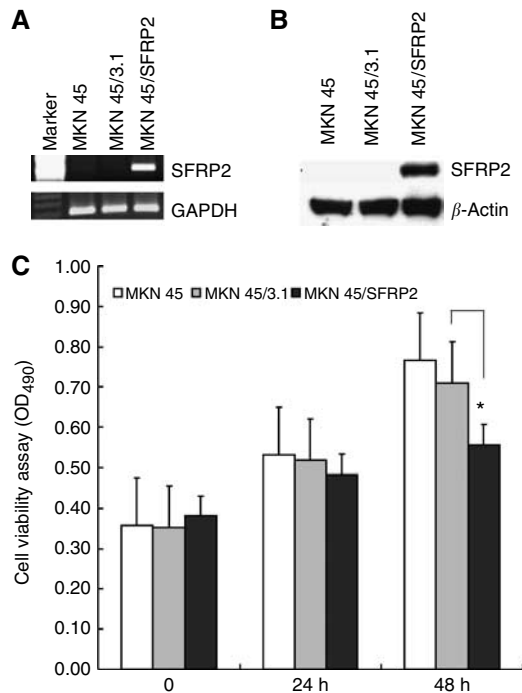 A
Marker
MKN 45
MKN 45/3.1
MKN 45/SFRP2
SFRP2
GAPDH
B
MKN 45
MKN 45/3.1
MKN 45/SFRP2
SFRP2
β-Actin
C
Cell viability assay (OD490)
1.00
0.90
0.80
0.70
0.60
0.50
0.40
0.30
0.20
0.10
0.00
MKN 45 MKN 45/3.1 MKN 45/SFRP2
*
0 24 h 48 h